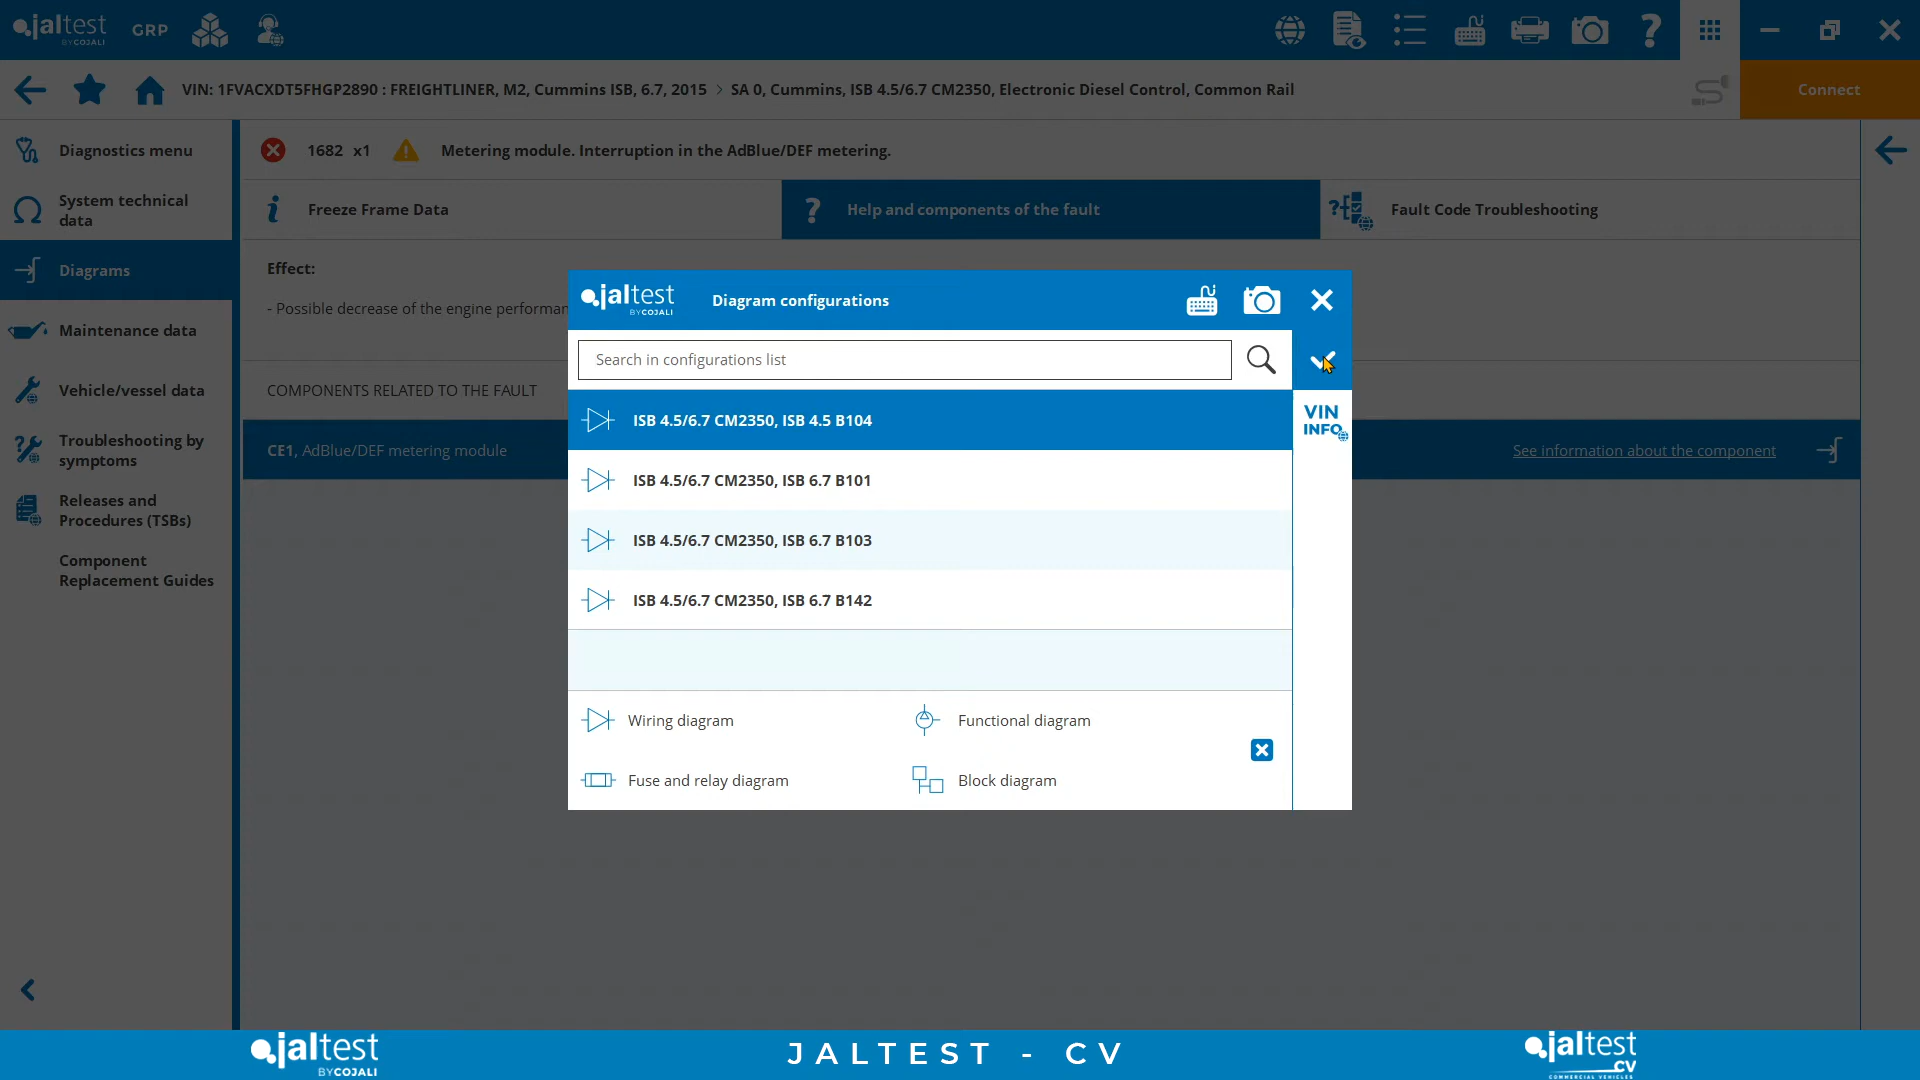 jaltest
BYCOJALI
GRP
VIN: 1FVACXDT5FHGP2890 : FREIGHTLINER, M2, Cummins ISB, 6.7, 2015 > SA 0, Cummins, ISB 4.5/6.7 CM2350, Electronic Diesel Control, Common Rail
Connect
Diagnostics menu
System technical
data
Diagrams
Maintenance data
Vehicle/vessel data
Troubleshooting by
symptoms
Releases and
Procedures (TSBs)
Component
Replacement Guides
1682 x1
Metering module. Interruption in the AdBlue/DEF metering.
Freeze Frame Data
Help and components of the fault
Fault Code Troubleshooting
Effect:
- Possible decrease of the engine performan
COMPONENTS RELATED TO THE FAULT
CE1, AdBlue/DEF metering module
See information about the component
jaltest
BYCOJALI
Diagram configurations
Search in configurations list
VIN
INFO
ISB 4.5/6.7 CM2350, ISB 4.5 B104
ISB 4.5/6.7 CM2350, ISB 6.7 B101
ISB 4.5/6.7 CM2350, ISB 6.7 B103
ISB 4.5/6.7 CM2350, ISB 6.7 B142
Wiring diagram
Functional diagram
Fuse and relay diagram
Block diagram
jaltest
BYCOJALI
JALTEST - CV
jaltest
CV
COMMERCIAL VEHICLES